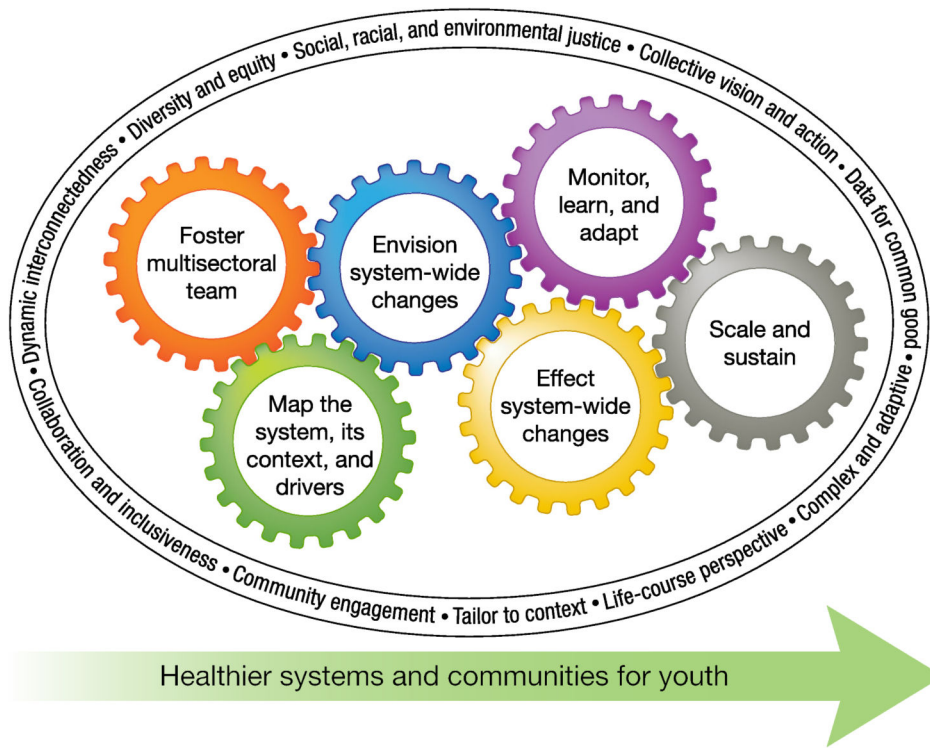 • Dynamic interconnectedness • Diversity and equity • Social, racial, and environmental justice • Collective vision and action • Data for common good •
Foster
multisectoral
team
Map the
system, its
context, and
drivers
Envision
system-wide
changes
Monitor,
learn, and
adapt
Effect
system-wide
changes
Scale and
sustain
Collaboration and inclusiveness • Community engagement • Tailor to context • Life-course perspective • Complex and adaptive
Healthier systems and communities for youth